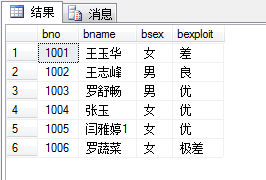 结果 消息
bno bname bsex bexploit
1 1001 王玉华 女 差
2 1002 王志峰 男 良
3 1003 罗舒畅 男 优
4 1004 张玉 女 优
5 1005 闫雅婷1 女 优
6 1006 罗蔬菜 女 极差